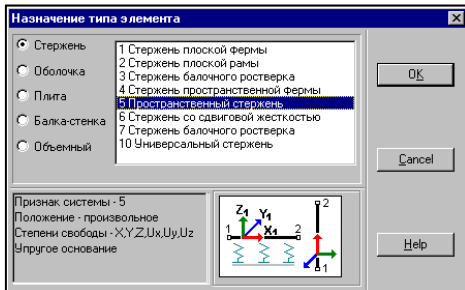 Назначение типа элемента
Стержень
Оболочка
Плита
Балка-стенка
Объемный
1 Стержень плоской фермы
2 Стержень плоской рамы
3 Стержень балочного ростверка
4 Стержень пространственной фермы
5 Пространственный стержень
6 Стержень со сдвиговой жесткостью
7 Стержень балочного ростверка
10 Универсальный стержень
OK
Cancel
Help
Признак системы - 5
Положение - произвольное
Степени свободы - X,Y,Z,Ux,Uy,Uz
Упругое основание
Z1 Y1
1 X1 2
2
1